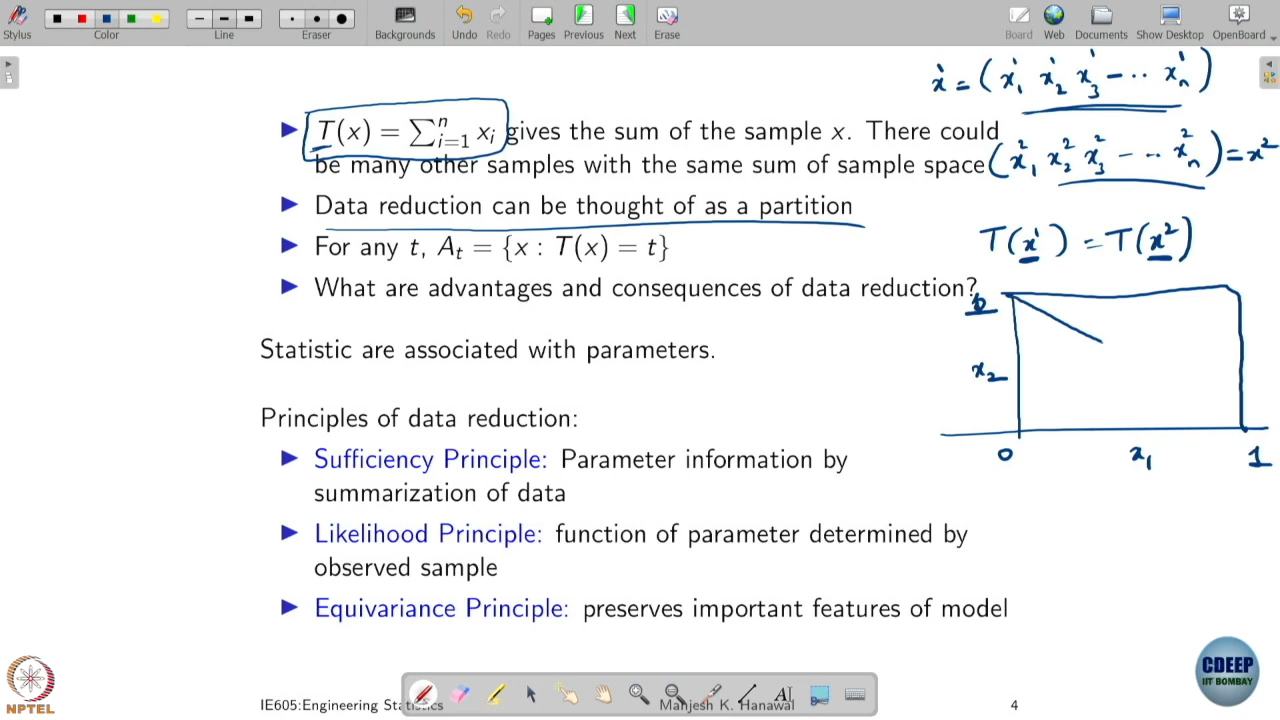 Stylus Color Line Eraser Backgrounds Undo Redo Pages Previous Next Erase Board Web Documents Show Desktop OpenBoard
x¹ = (x¹₁ x¹₂ x¹₃ -- ·· x¹ₙ)
▶ T(x) = ∑ⁿᵢ₌₁ xᵢ gives the sum of the sample x. There could
be many other samples with the same sum of sample space
(x²₁ x²₂ x²₃ -- ·· x²ₙ) = x²
▶ Data reduction can be thought of as a partition
▶ For any t, Aₜ = {x : T(x) = t}
T(x¹) = T(x²)
▶ What are advantages and consequences of data reduction?
x₂
0 x₁ 1
Statistic are associated with parameters.
Principles of data reduction:
▶ Sufficiency Principle: Parameter information by
summarization of data
▶ Likelihood Principle: function of parameter determined by
observed sample
▶ Equivariance Principle: preserves important features of model
NPTEL
IE605:Engineering Statistics Manjesh K. Hanawal 4
CDEEP
IIT BOMBAY